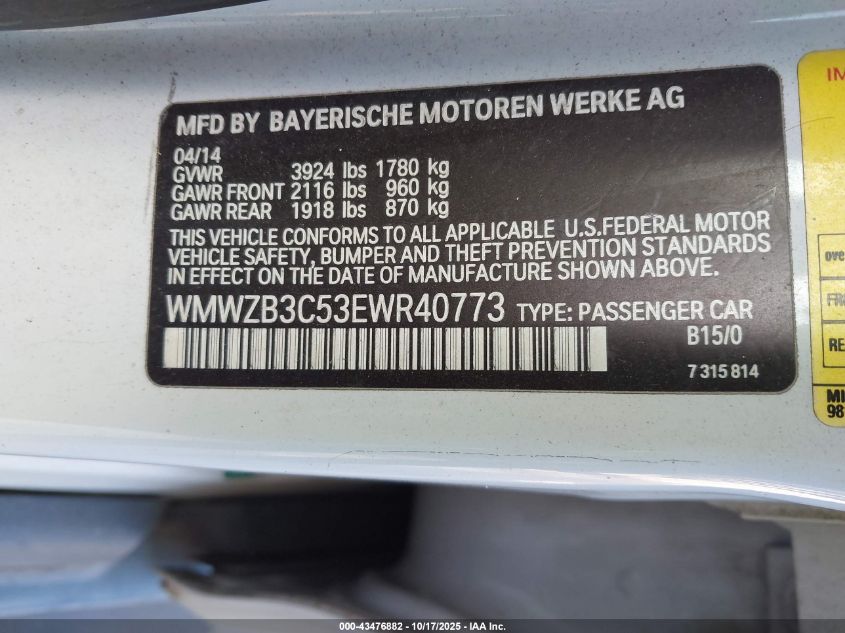 MFD BY BAYERISCHE MOTOREN WERKE AG
04/14
GVWR 3924 lbs 1780 kg
GAWR FRONT 2116 lbs 960 kg
GAWR REAR 1918 lbs 870 kg
THIS VEHICLE CONFORMS TO ALL APPLICABLE U.S.FEDERAL MOTOR
VEHICLE SAFETY, BUMPER AND THEFT PREVENTION STANDARDS
IN EFFECT ON THE DATE OF MANUFACTURE SHOWN ABOVE.
WMWZB3C53EWR40773 TYPE: PASSENGER CAR
B15/0
7 315 814
000-43476882 - 10/17/2025 - IAA Inc.